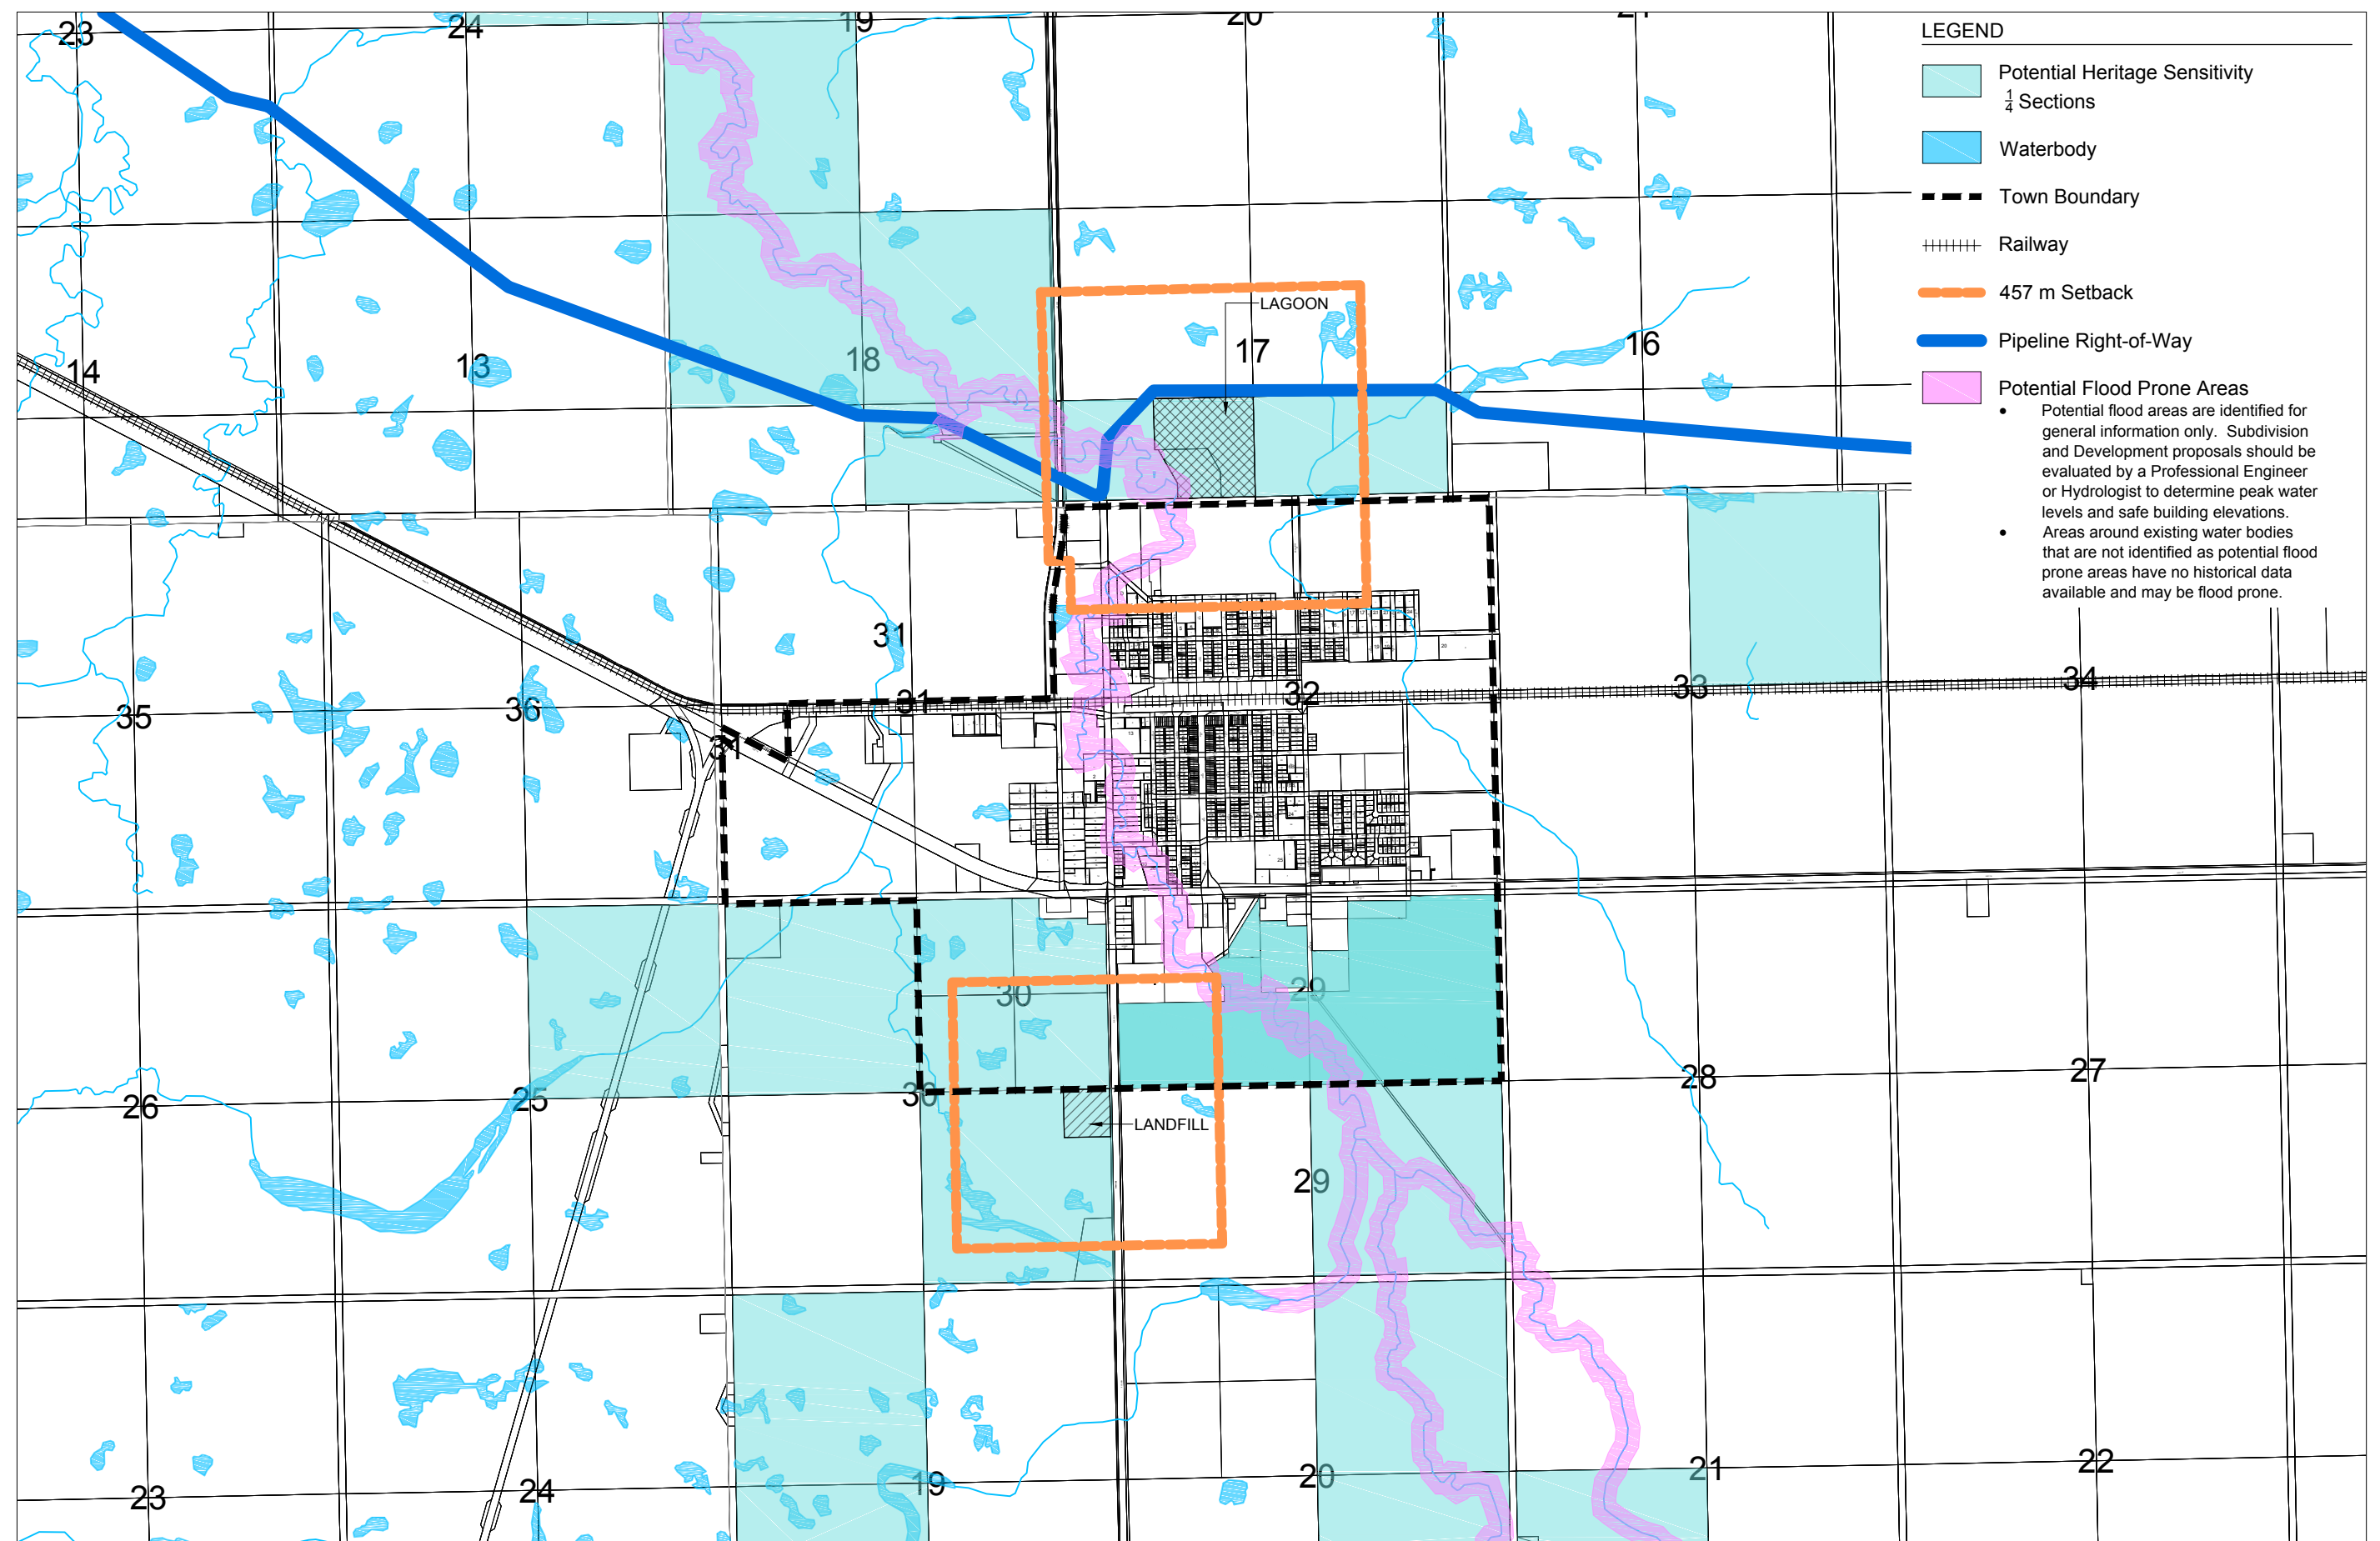 LEGEND
Potential Heritage Sensitivity
1/4 Sections
Waterbody
Town Boundary
Railway
457 m Setback
Pipeline Right-of-Way
Potential Flood Prone Areas
• Potential flood areas are identified for
general information only. Subdivision
and Development proposals should be
evaluated by a Professional Engineer
or Hydrologist to determine peak water
levels and safe building elevations.
• Areas around existing water bodies
that are not identified as potential flood
prone areas have no historical data
available and may be flood prone.
23
24
19
20
21
LAGOON
14
13
18
17
16
31
35
36
31
31
32
33
34
30
29
26
25
30
28
27
LANDFILL
29
23
24
19
20
21
22